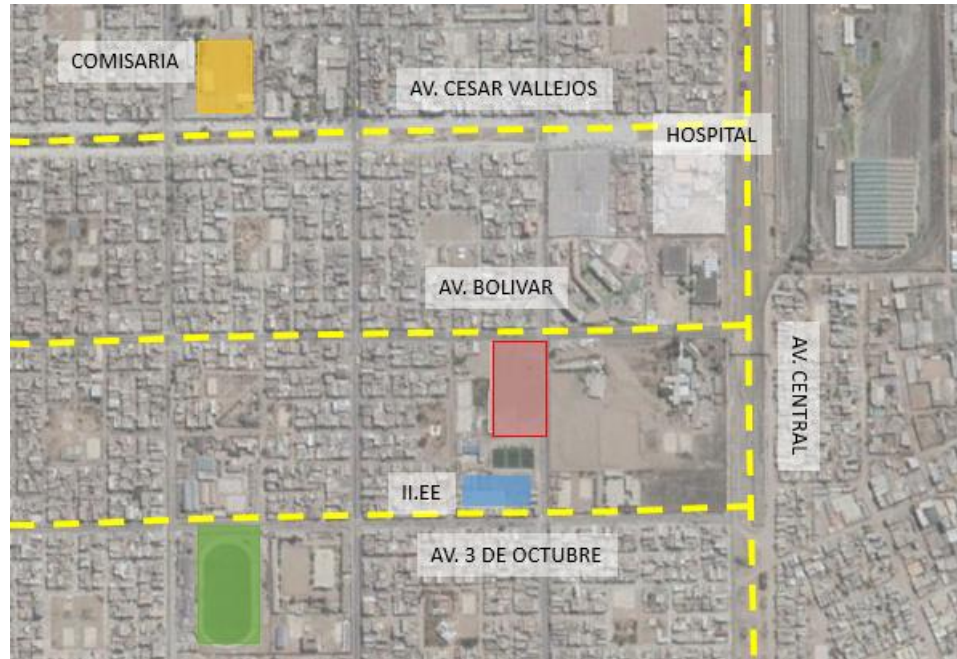 COMISARIA
AV. CESAR VALLEJOS
HOSPITAL
AV. BOLIVAR
AV. CENTRAL
II.EE
AV. 3 DE OCTUBRE